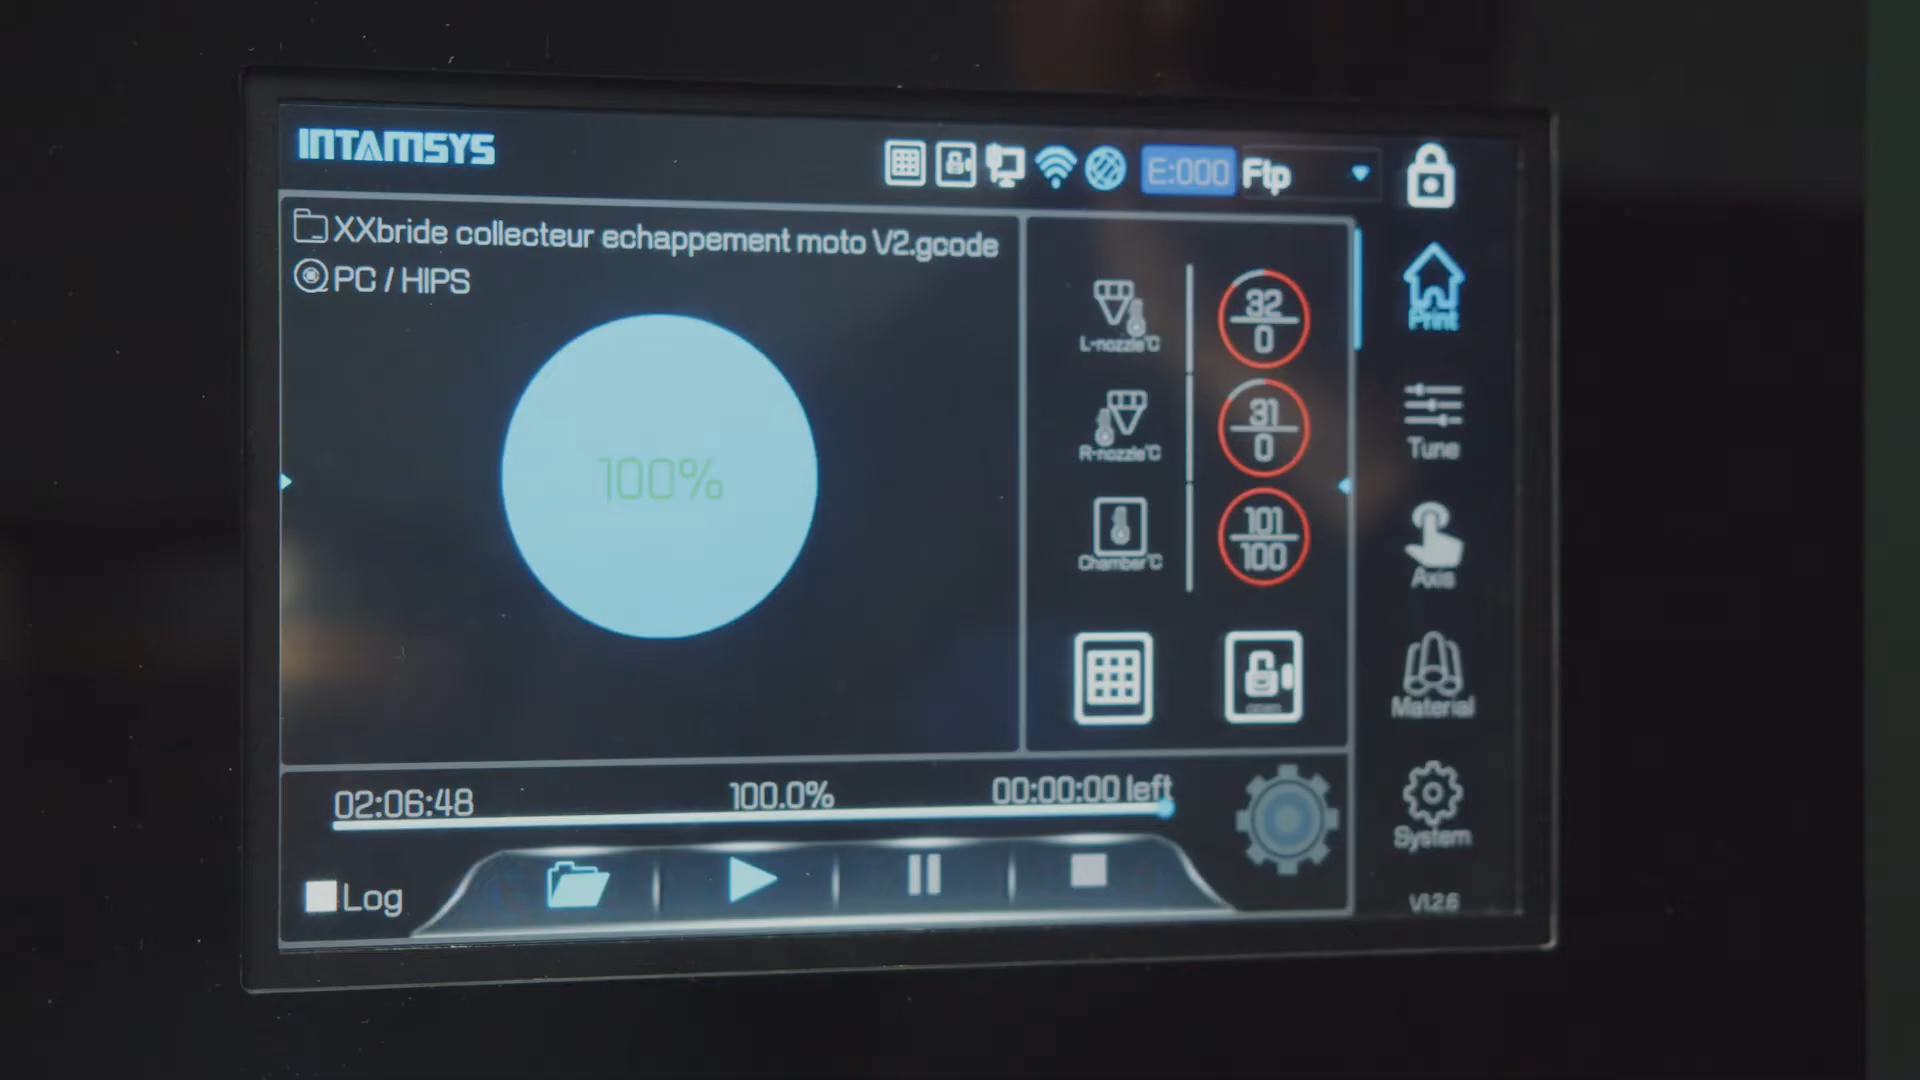 INTAMSYS
E:000 Ftp
XXbride collecteur echappement moto V2.gcode
PC / HIPS
100%
L-nozzle℃
32
0
R-nozzle℃
31
0
Chamber℃
101
100
02:06:48 100.0% 00:00:00 left
Log
Print
Tune
Axis
Material
System
V1.2.6